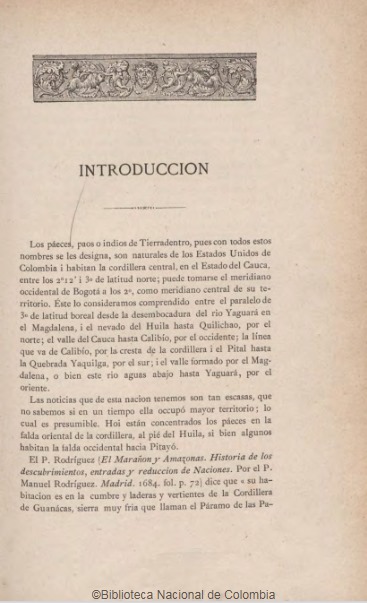 INTRODUCCION
Los páeces, paos o indios de Tierradentro, pues con todos estos
nombres se les designa, son naturales de los Estados Unidos de
Colombia i habitan la cordillera central, en el Estado del Cauca,
entre los 2°12' i 3° de latitud norte; puede tomarse el meridiano
occidental de Bogotá a los 2°, como meridiano central de su te-
rritorio. Éste lo consideramos comprendido entre el paralelo de
3° de latitud boreal desde la desembocadura del rio Yaguará en
el Magdalena, i el nevado del Huila hasta Quilichao, por el
norte; el valle del Cauca hasta Calibío, por el occidente; la línea
que va de Calibío, por la cresta de la cordillera i el Pital hasta
la Quebrada Yaquilga, por el sur; i el valle formado por el Mag-
dalena, o bien este rio aguas abajo hasta Yaguará, por el
oriente.
Las noticias que de esta nacion tenemos son tan escasas, que
no sabemos si en un tiempo ella occupó mayor territorio; lo
cual es presumible. Hoi están concentrados los páeces en la
falda oriental de la cordillera, al pié del Huila, si bien algunos
habitan la falda occidental hácia Pitayó.
El P. Rodríguez (El Marañon y Amazonas. Historia de los
descubrimientos, entradas y reduccion de Naciones. Por el P.
Manuel Rodríguez. Madrid. 1684. fol. p. 72) dice que « su ha-
bitacion es en la cumbre y laderas y vertientes de la Cordillera
de Guanácas, sierra muy fria que llaman el Páramo de las Pa-
©Biblioteca Nacional de Colombia